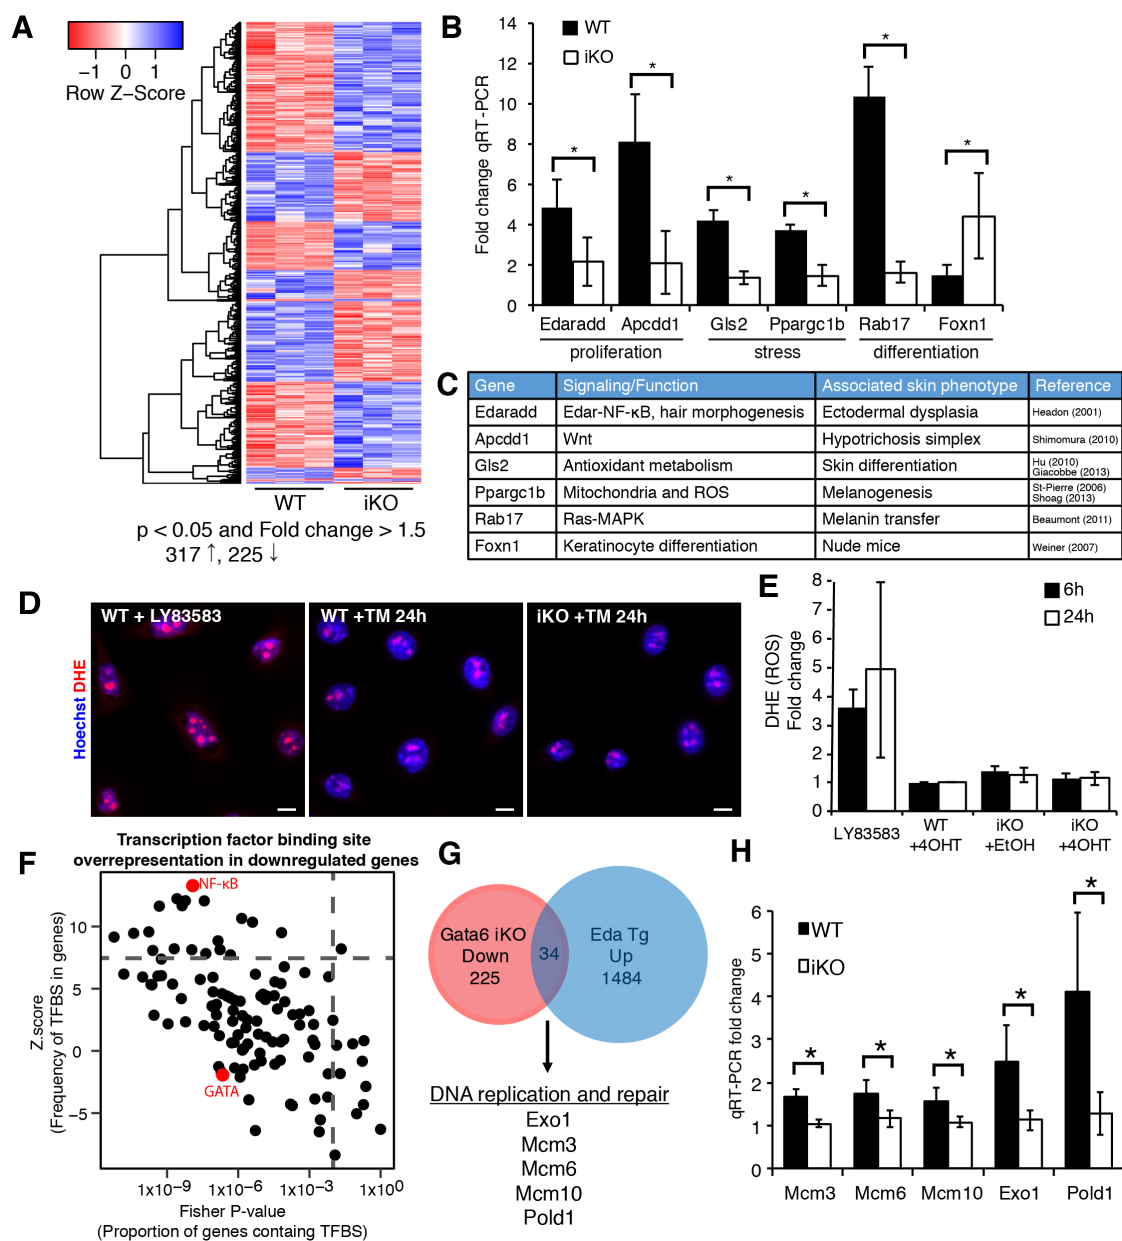 A
−1 0 1
Row Z−Score
WT iKO
p < 0.05 and Fold change > 1.5
317 ↑, 225 ↓
B
Fold change qRT-PCR
14
12
10
8
6
4
2
0
WT
iKO
* * * * * *
Edaradd Apcdd1 Gls2 Ppargc1b Rab17 Foxn1
proliferation stress differentiation
C
Gene Signaling/Function Associated skin phenotype Reference
Edaradd Edar-NF-κB, hair morphogenesis Ectodermal dysplasia Headon (2001)
Apcdd1 Wnt Hypotrichosis simplex Shimomura (2010)
Gls2 Antioxidant metabolism Skin differentiation Hu (2010)
Giacobbe (2013)
Ppargc1b Mitochondria and ROS Melanogenesis St-Pierre (2006)
Shoag (2013)
Rab17 Ras-MAPK Melanin transfer Beaumont (2011)
Foxn1 Keratinocyte differentiation Nude mice Weiner (2007)
D
Hoechst DHE
WT + LY83583 WT +TM 24h iKO +TM 24h
E
DHE (ROS)
Fold change
8
7
6
5
4
3
2
1
0
6h
24h
LY83583 WT iKO iKO
+4OHT +EtOH +4OHT
F
Transcription factor binding site
overrepresentation in downregulated genes
Z.score
(Frequency of TFBS in genes)
10
5
0
−5
NF-κB
GATA
1x10⁻⁹ 1x10⁻⁶ 1x10⁻³ 1x10⁰
Fisher P-value
(Proportion of genes containg TFBS)
G
Gata6 iKO
Down
225
34
Eda Tg
Up
1484
DNA replication and repair
Exo1
Mcm3
Mcm6
Mcm10
Pold1
H
qRT-PCR fold change
6
5
4
3
2
1
0
WT
iKO
* * * * *
Mcm3 Mcm6 Mcm10 Exo1 Pold1